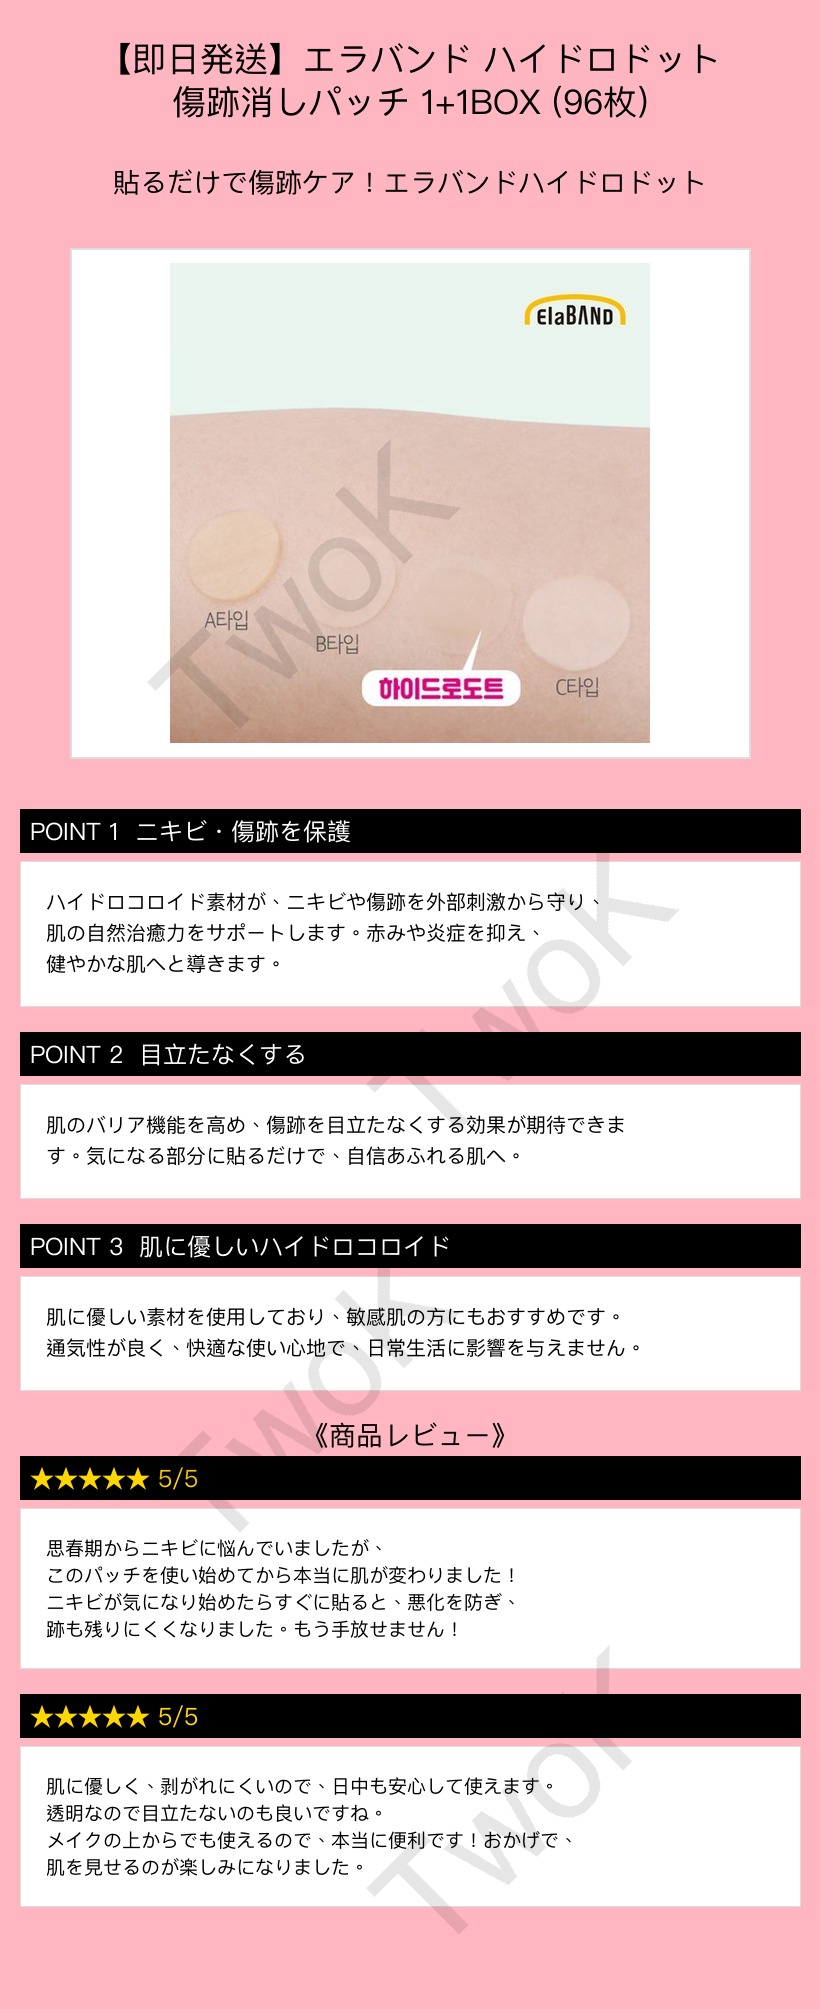 【即日発送】エラバンド ハイドロドット
傷跡消しパッチ 1+1BOX (96枚)
貼るだけで傷跡ケア！エラバンドハイドロドット
ElaBAND
A타입
B타입
하이드로도트
C타입
POINT 1 ニキビ・傷跡を保護
ハイドロコロイド素材が、ニキビや傷跡を外部刺激から守り、
肌の自然治癒力をサポートします。赤みや炎症を抑え、
健やかな肌へと導きます。
POINT 2 目立たなくする
肌のバリア機能を高め、傷跡を目立たなくする効果が期待できま
す。気になる部分に貼るだけで、自信あふれる肌へ。
POINT 3 肌に優しいハイドロコロイド
肌に優しい素材を使用しており、敏感肌の方にもおすすめです。
通気性が良く、快適な使い心地で、日常生活に影響を与えません。
《商品レビュー》
★★★★★ 5/5
思春期からニキビに悩んでいましたが、
このパッチを使い始めてから本当に肌が変わりました！
ニキビが気になり始めたらすぐに貼ると、悪化を防ぎ、
跡も残りにくくなりました。もう手放せません！
★★★★★ 5/5
肌に優しく、剥がれにくいので、日中も安心して使えます。
透明なので目立たないのも良いですね。
メイクの上からでも使えるので、本当に便利です！おかげで、
肌を見せるのが楽しみになりました。
TwoK
TwoK
TwoK
TwoK